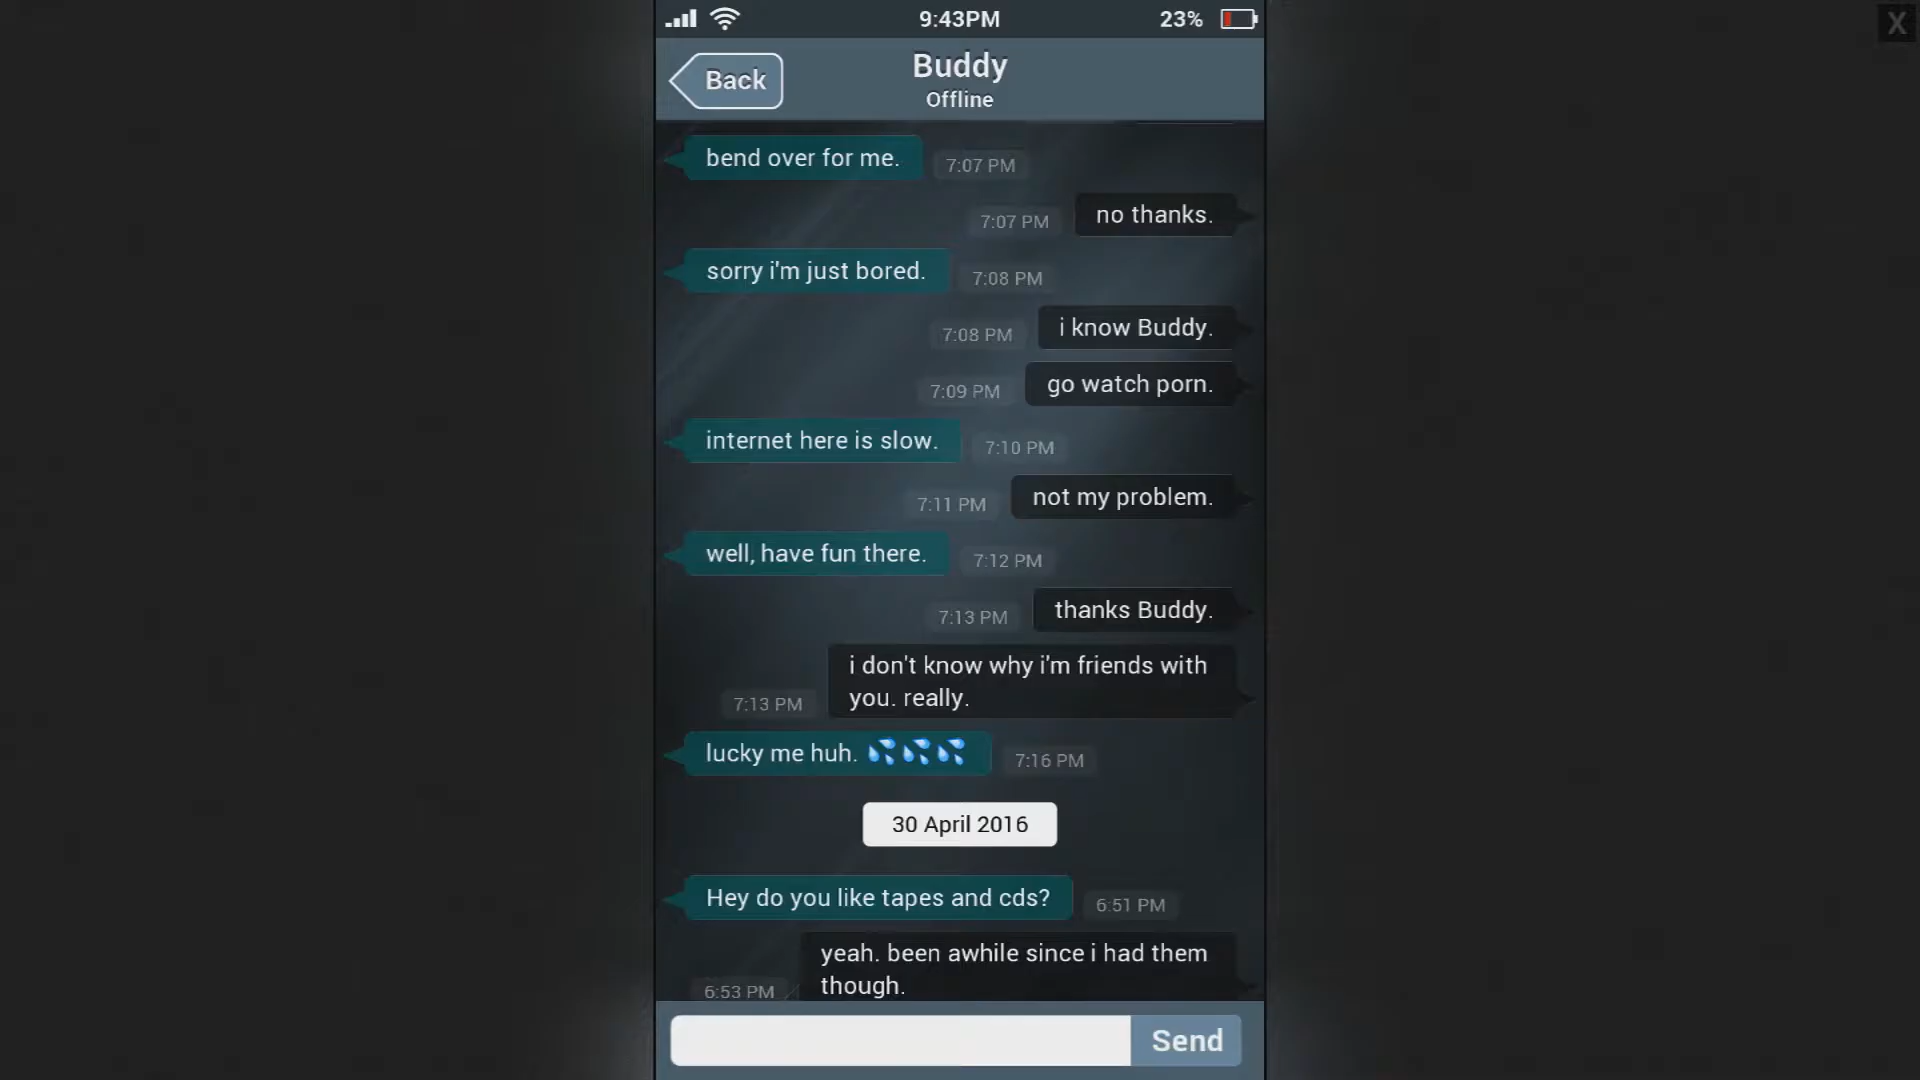 9:43PM
23%
X
Back
Buddy
Offline
bend over for me.
7:07 PM
7:07 PM
no thanks.
sorry i'm just bored.
7:08 PM
7:08 PM
i know Buddy.
7:09 PM
go watch porn.
internet here is slow.
7:10 PM
7:11 PM
not my problem.
well, have fun there.
7:12 PM
7:13 PM
thanks Buddy.
i don't know why i'm friends with
you. really.
7:13 PM
lucky me huh. 💦💦💦
7:16 PM
30 April 2016
Hey do you like tapes and cds?
6:51 PM
yeah. been awhile since i had them
though.
6:53 PM
Send